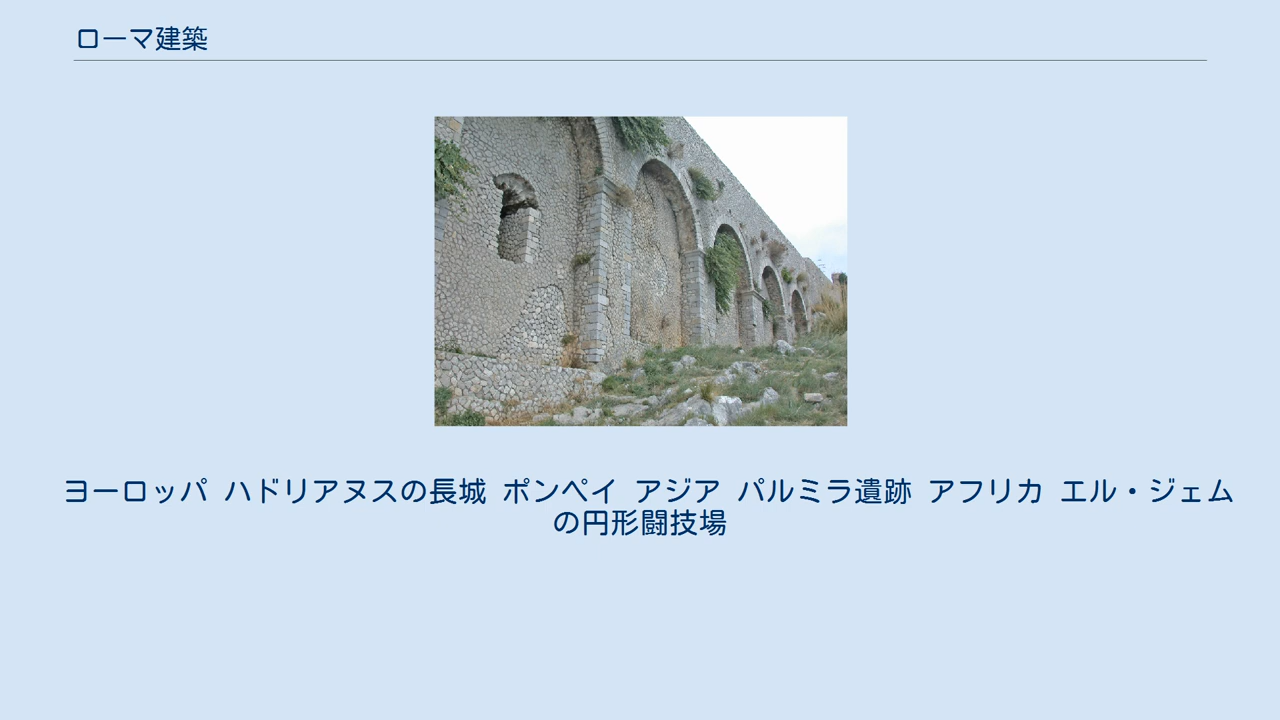 ローマ建築
ヨーロッパ ハドリアヌスの長城 ポンペイ アジア パルミラ遺跡 アフリカ エル・ジェム
の円形闘技場